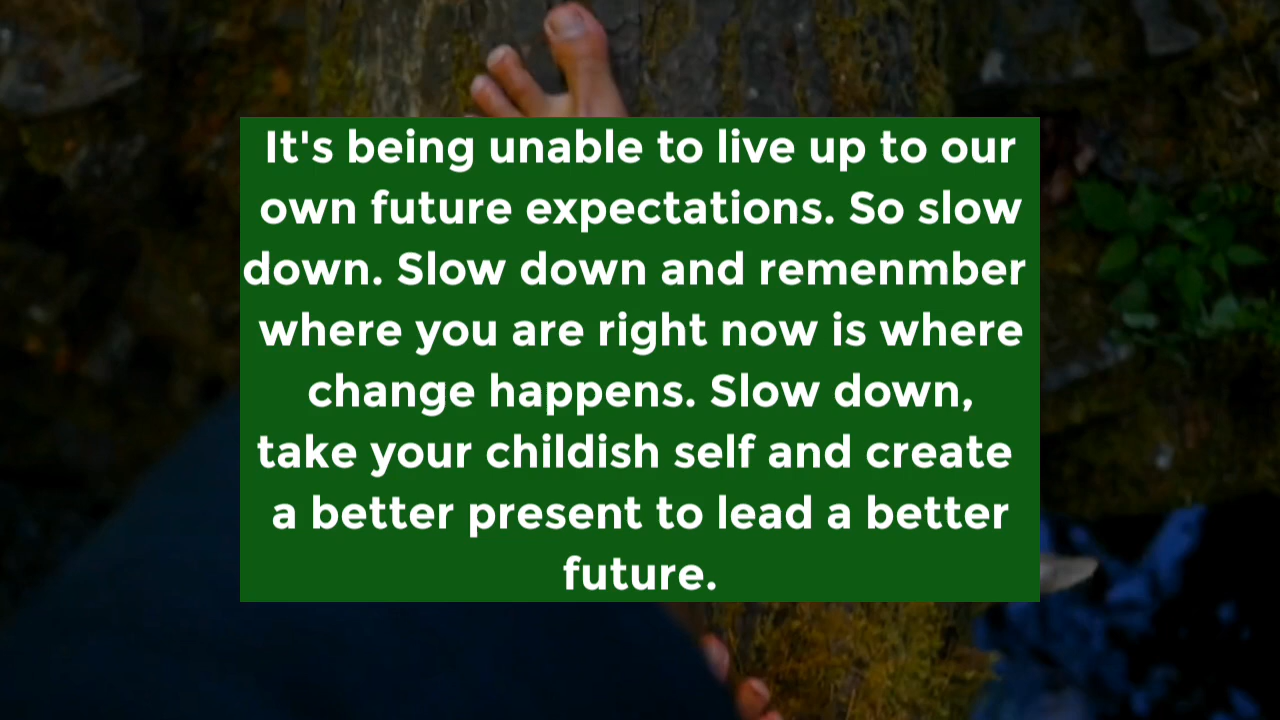 It's being unable to live up to our
own future expectations. So slow
down. Slow down and remenmber
where you are right now is where
change happens. Slow down,
take your childish self and create
a better present to lead a better
future.